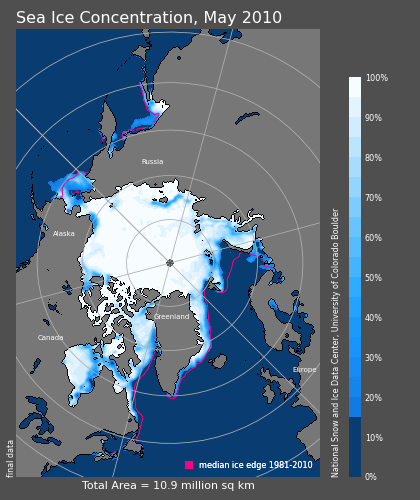 Sea Ice Concentration, May 2010
Russia
Alaska
Canada
Greenland
Europe
100%
90%
80%
70%
60%
50%
40%
30%
20%
10%
0%
National Snow and Ice Data Center, University of Colorado Boulder
final data
median ice edge 1981-2010
Total Area = 10.9 million sq km